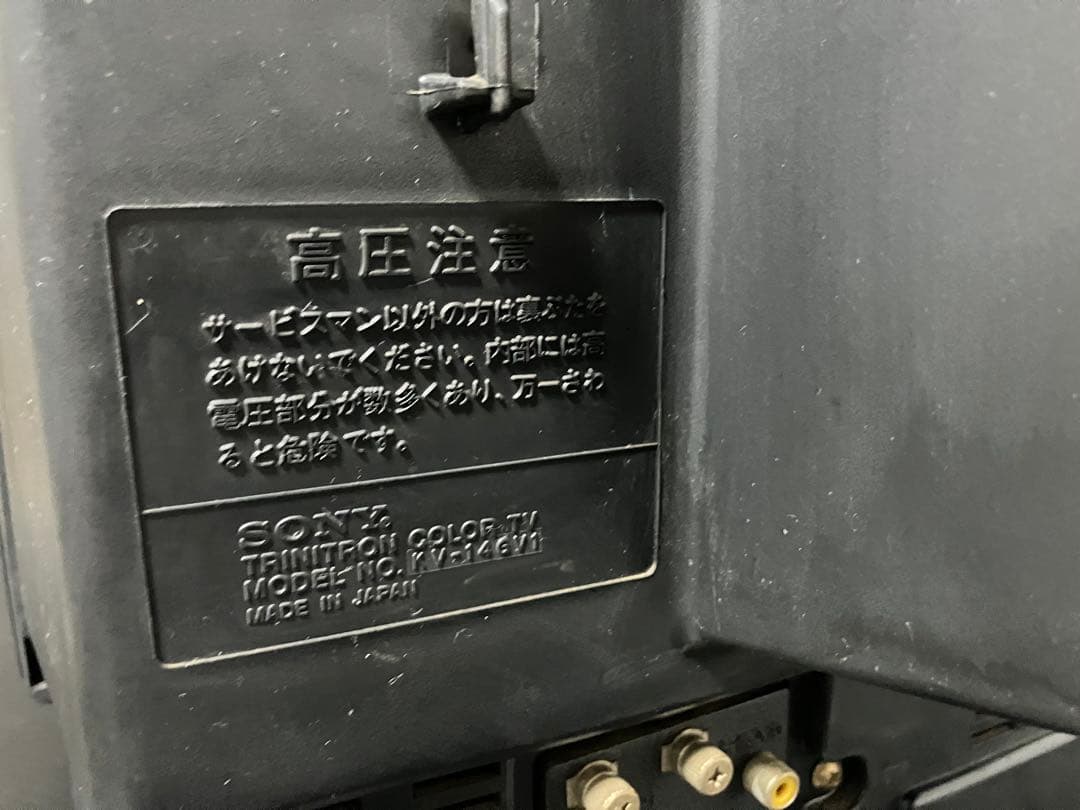 高圧注意
サービスマン以外の方は裏ぶたを
あけないでください。内部には高
電圧部分が数多くあり、万一さわ
ると危険です。
SONY®
TRINITRON COLOR TV
MODEL NO. KV-14GV1
MADE IN JAPAN